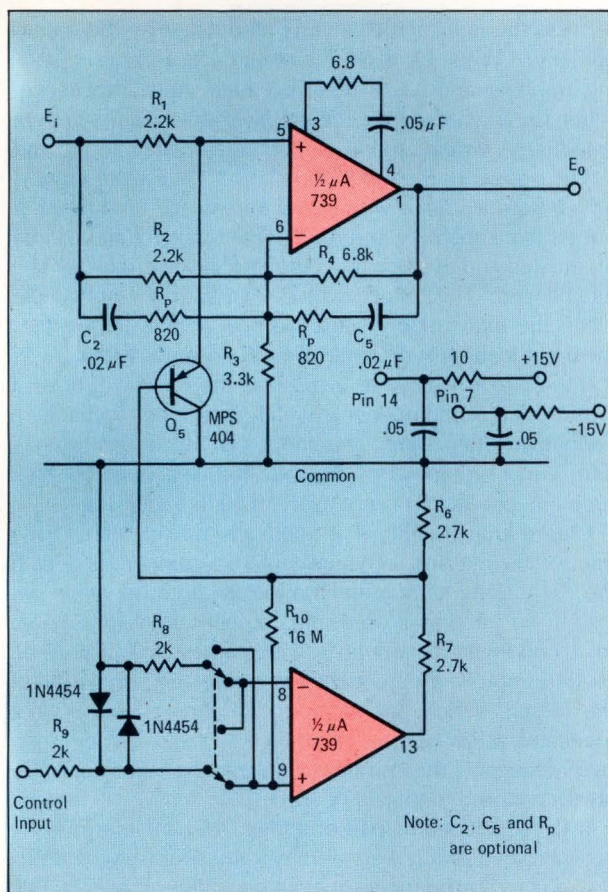 6.8
R1
2.2k
Ei
3
.05 µF
5
+
4
½ µA
739
1
E0
6
−
R2
2.2k
R4 6.8k
Rp
820
Rp
820
C2
.02 µF
C5
.02 µF
R3
3.3k
10
+15V
Pin 14
Pin 7
−15V
.05
.05
Q5
MPS
404
Common
R6
2.7k
R10
16 M
R7
2.7k
R8
2k
1N4454
1N4454
R9
2k
8
−
½ µA
739
13
9
+
Control
Input
Note: C2, C5 and Rp
are optional